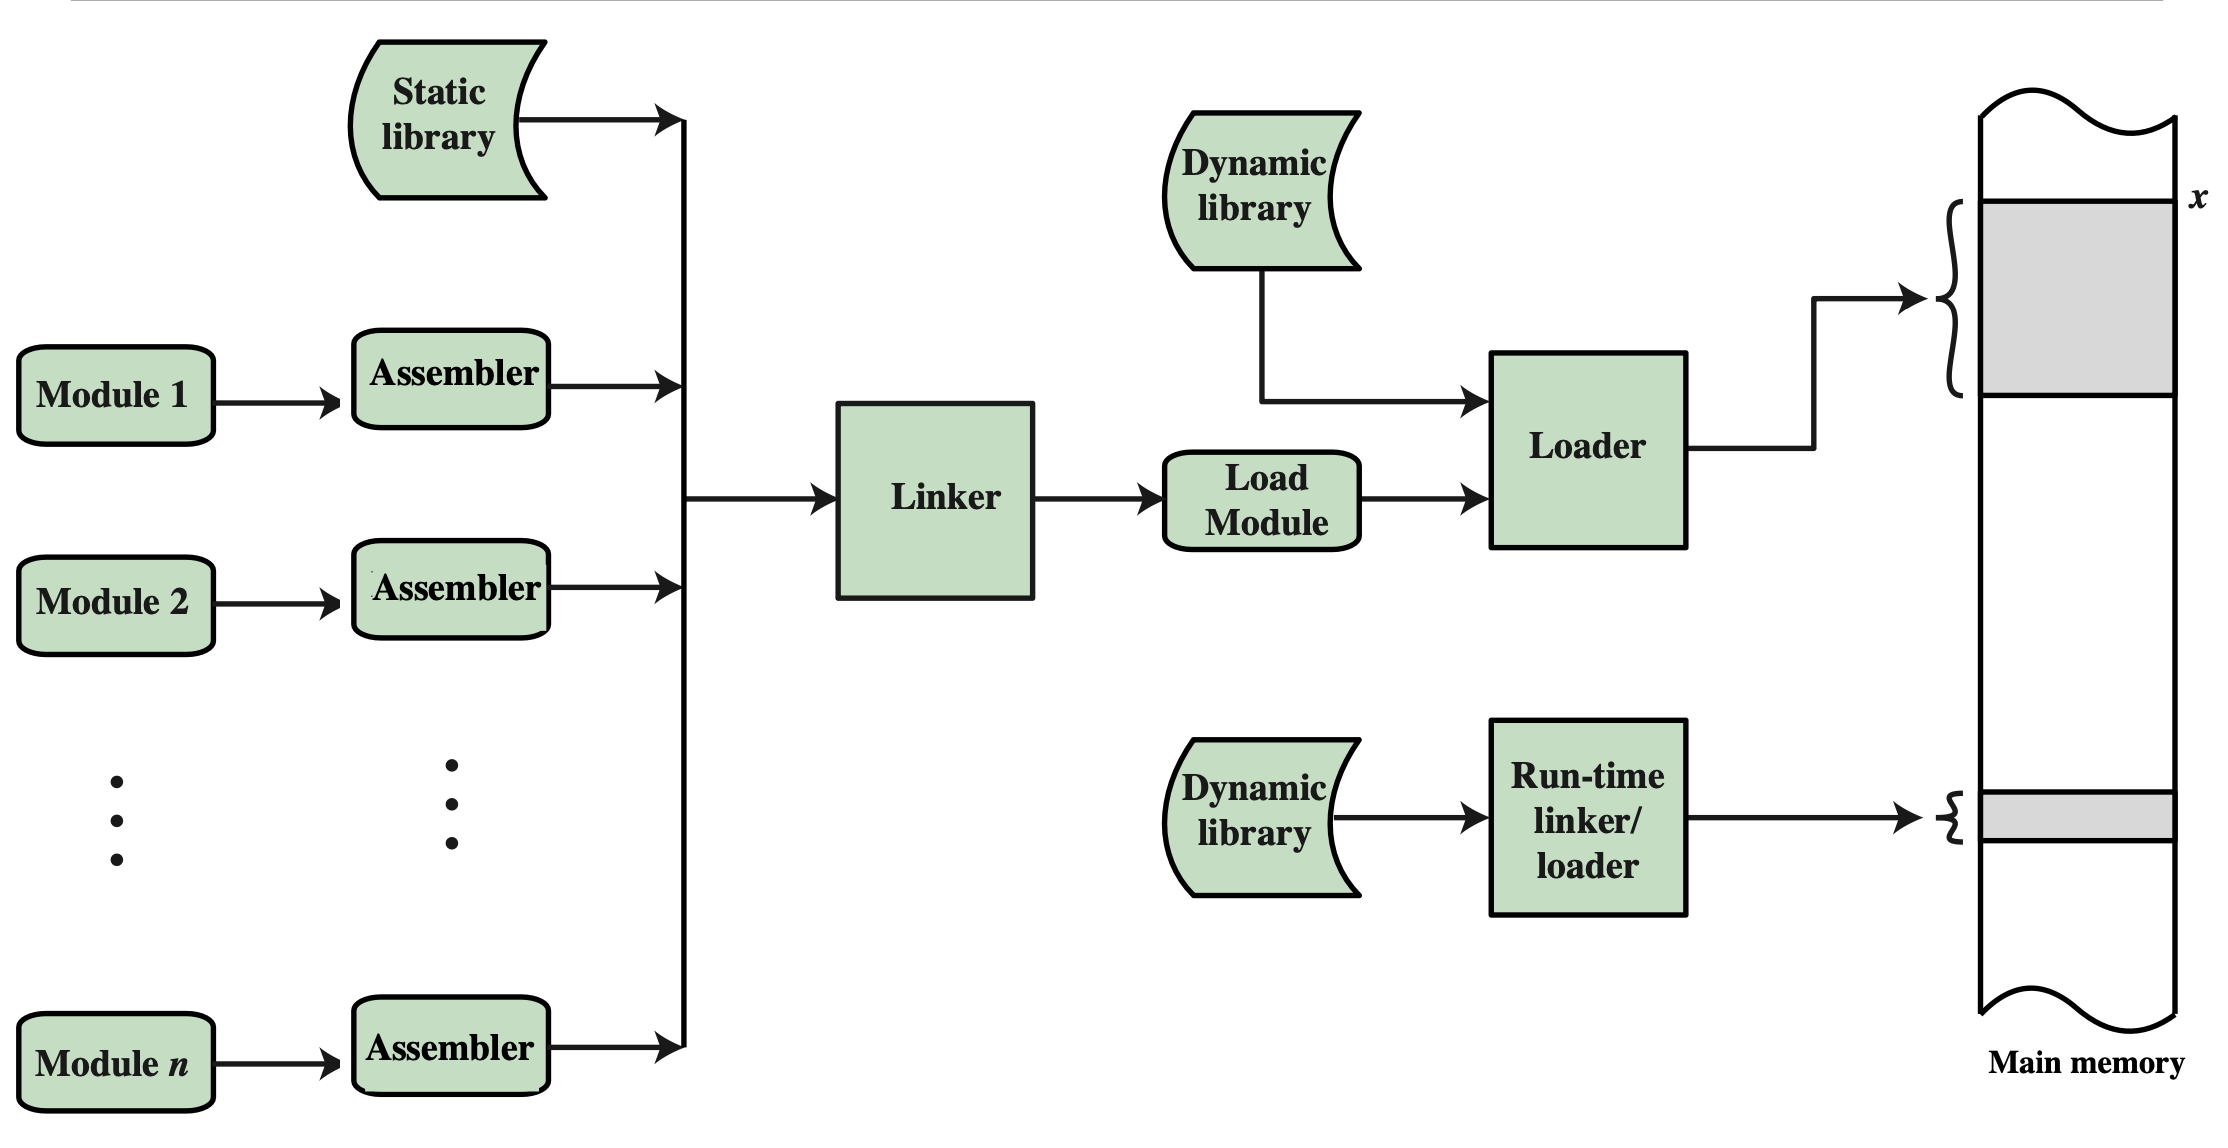 Static
library
Dynamic
library
x
Module 1
Assembler
Loader
Linker
Load
Module
Module 2
Assembler
Dynamic
library
Run-time
linker/
loader
Module n
Assembler
Main memory